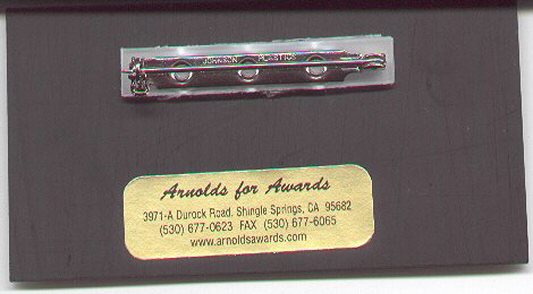 JOHNSON PLASTICS
Arnolds for Awards
3971-A Durock Road, Shingle Springs, CA 95682
(530) 677-0623 FAX (530) 677-6065
www.arnoldsawards.com